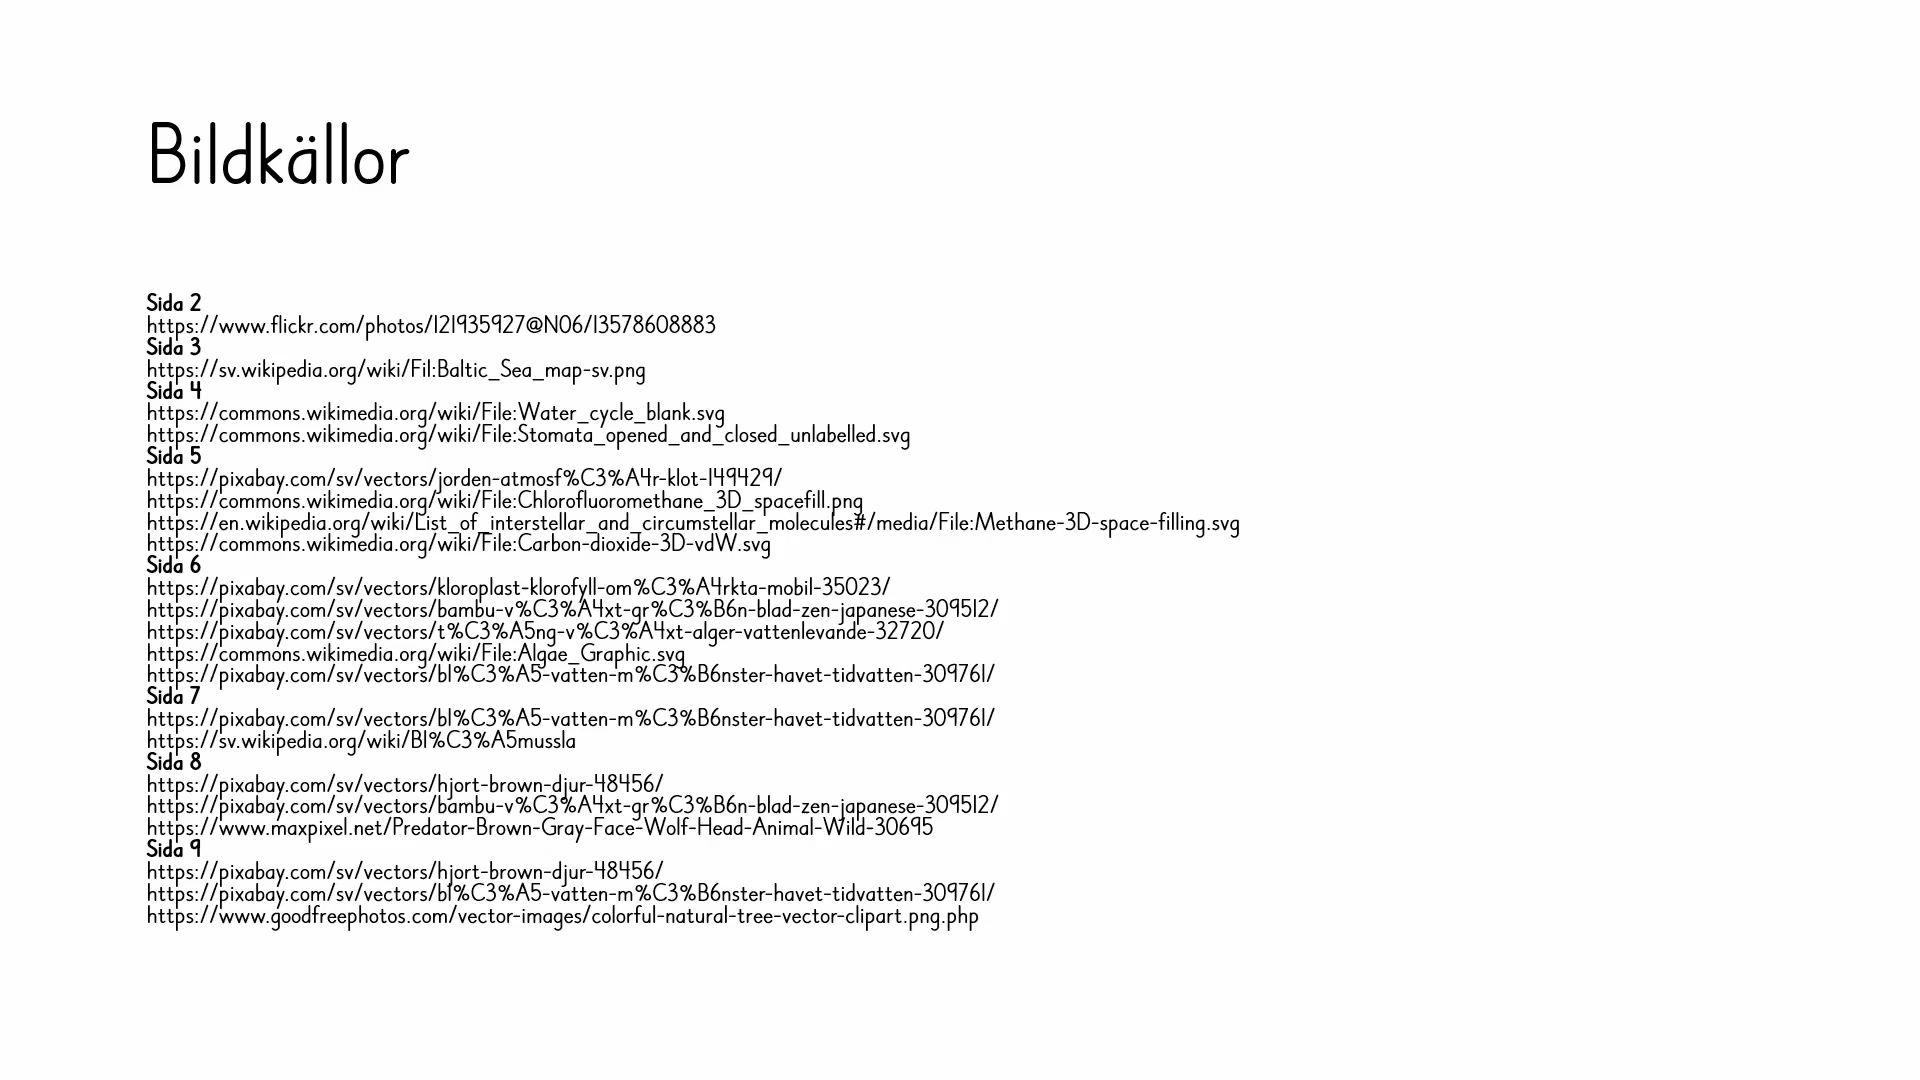 Bildkällor
Sida 2
https://www.flickr.com/photos/121935927@N06/13578608883
Sida 3
https://sv.wikipedia.org/wiki/Fil:Baltic_Sea_map-sv.png
Sida 4
https://commons.wikimedia.org/wiki/File:Water_cycle_blank.svg
https://commons.wikimedia.org/wiki/File:Stomata_opened_and_closed_unlabelled.svg
Sida 5
https://pixabay.com/sv/vectors/jorden-atmosf%C3%A4r-klot-149429/
https://commons.wikimedia.org/wiki/File:Chlorofluoromethane_3D_spacefill.png
https://en.wikipedia.org/wiki/List_of_interstellar_and_circumstellar_molecules#/media/File:Methane-3D-space-filling.svg
https://commons.wikimedia.org/wiki/File:Carbon-dioxide-3D-vdW.svg
Sida 6
https://pixabay.com/sv/vectors/kloroplast-klorofyll-om%C3%A4rkta-mobil-35023/
https://pixabay.com/sv/vectors/bambu-v%C3%A4xt-gr%C3%B6n-blad-zen-japanese-309512/
https://pixabay.com/sv/vectors/t%C3%A5ng-v%C3%A4xt-alger-vattenlevande-32720/
https://commons.wikimedia.org/wiki/File:Algae_Graphic.svg
https://pixabay.com/sv/vectors/bl%C3%A5-vatten-m%C3%B6nster-havet-tidvatten-309761/
Sida 7
https://pixabay.com/sv/vectors/bl%C3%A5-vatten-m%C3%B6nster-havet-tidvatten-309761/
https://sv.wikipedia.org/wiki/Bl%C3%A5mussla
Sida 8
https://pixabay.com/sv/vectors/hjort-brown-djur-48456/
https://pixabay.com/sv/vectors/bambu-v%C3%A4xt-gr%C3%B6n-blad-zen-japanese-309512/
https://www.maxpixel.net/Predator-Brown-Gray-Face-Wolf-Head-Animal-Wild-30695
Sida 9
https://pixabay.com/sv/vectors/hjort-brown-djur-48456/
https://pixabay.com/sv/vectors/bl%C3%A5-vatten-m%C3%B6nster-havet-tidvatten-309761/
https://www.goodfreephotos.com/vector-images/colorful-natural-tree-vector-clipart.png.php